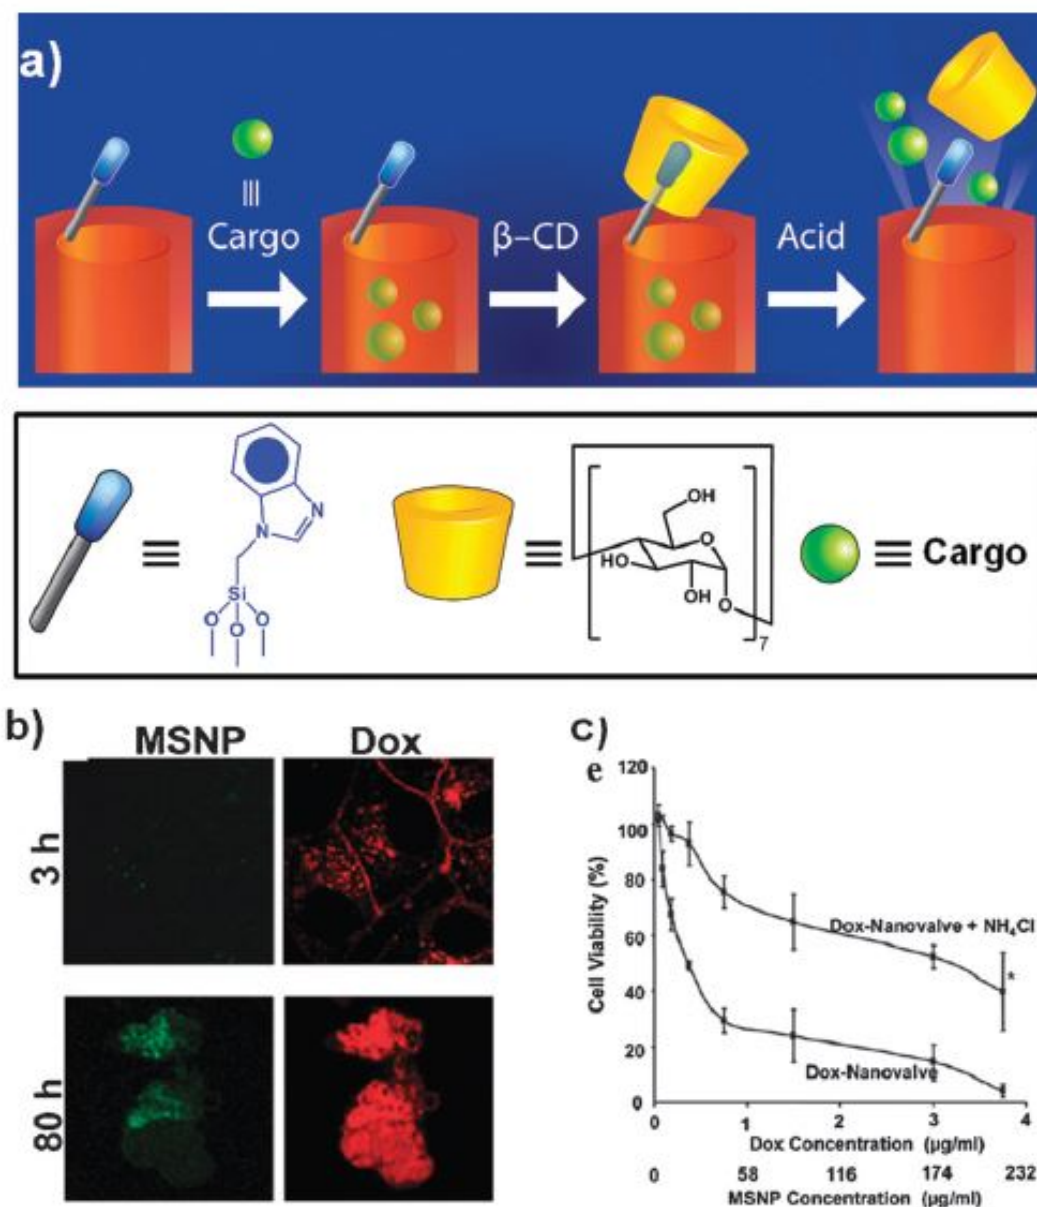 a)
≡
Cargo
β–CD
Acid
≡
N
N
Si
O
O
O
≡
OH
O
HO
OH
O
7
≡ Cargo
b)
MSNP
Dox
3 h
80 h
c)
e
Cell Viability (%)
120
100
80
60
40
20
0
Dox-Nanovalve + NH₄Cl
*
Dox-Nanovalve
0 1 2 3 4
Dox Concentration (µg/ml)
0 58 116 174 232
MSNP Concentration (µg/ml)